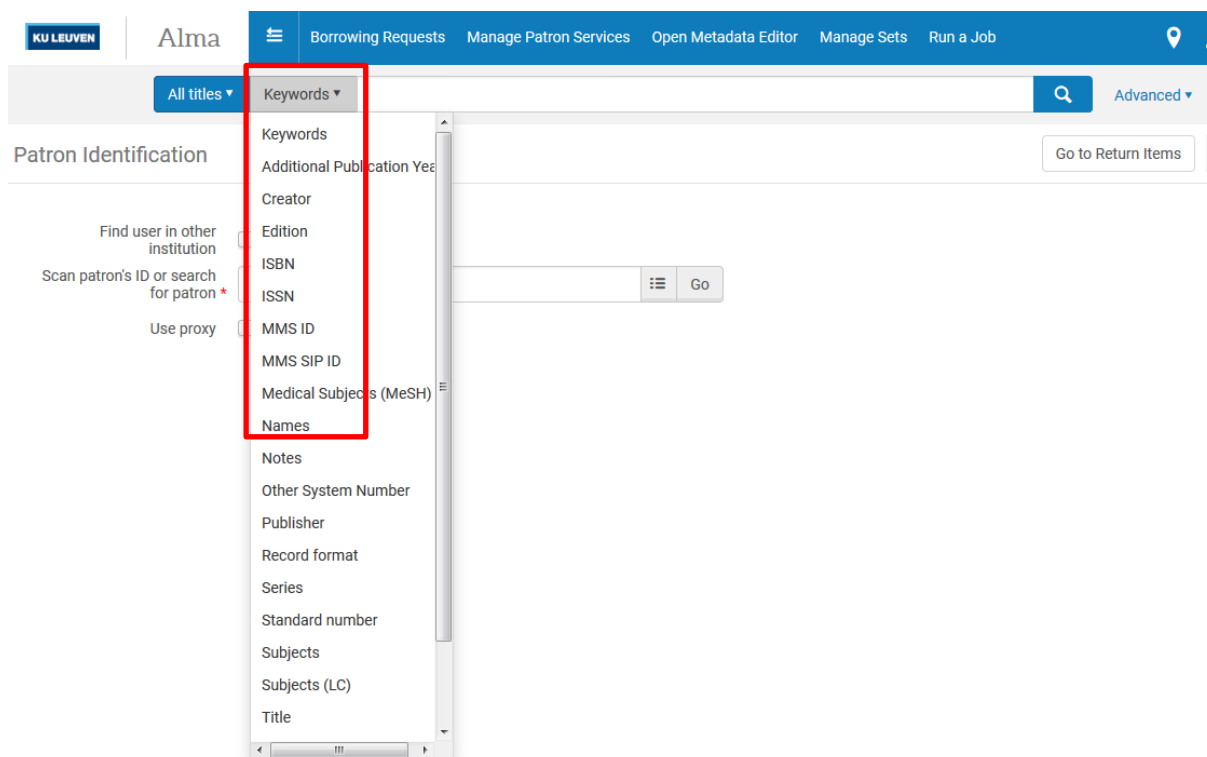 KU LEUVEN Alma Borrowing Requests Manage Patron Services Open Metadata Editor Manage Sets Run a Job
All titles Keywords Advanced
Keywords
Patron Identification
Go to Return Items
Additional Publication Yea
Creator
Find user in other
institution
Edition
ISBN
Scan patron's ID or search
for patron *
Go
ISSN
Use proxy
MMS ID
MMS SIP ID
Medical Subjects (MeSH)
Names
Notes
Other System Number
Publisher
Record format
Series
Standard number
Subjects
Subjects (LC)
Title